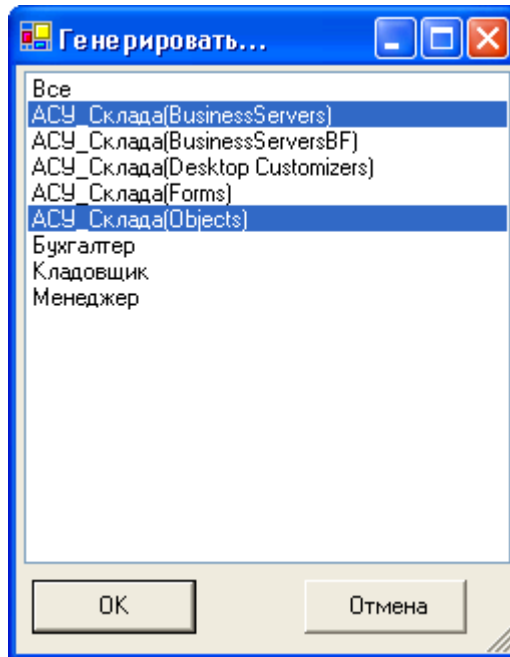 Генерировать...
Все
АСУ_Склада(BusinessServers)
АСУ_Склада(BusinessServersBF)
АСУ_Склада(Desktop Customizers)
АСУ_Склада(Forms)
АСУ_Склада(Objects)
Бухгалтер
Кладовщик
Менеджер
OK
Отмена